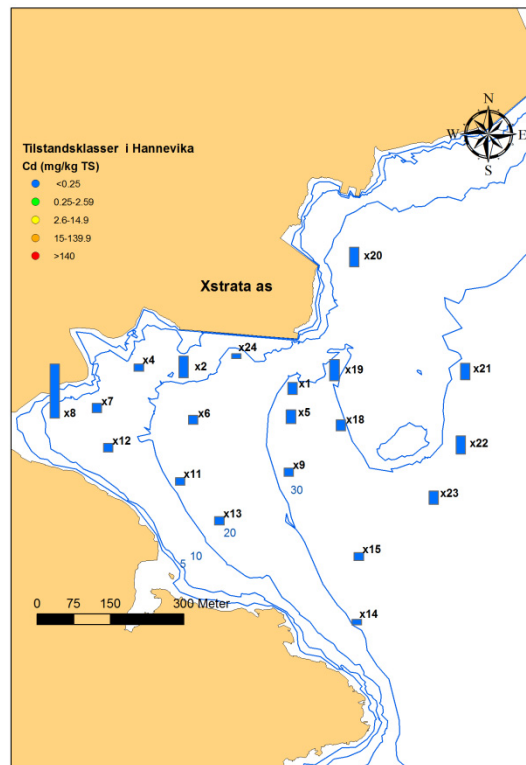 N
W E
S
Tilstandsklasser i Hannevika
Cd (mg/kg TS)
<0.25
0.25-2.59
2.6-14.9
15-139.9
>140
x20
Xstrata as
x24
x4
x2
x19
x21
x1
x8
x7
x6
x5
x18
x12
x22
x11
x9
30
x23
x13
20
x15
10
5
0 75 150 300 Meter
x14